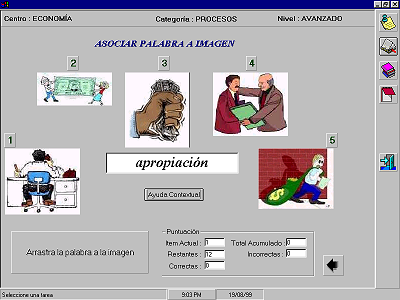 Centro : ECONOMÍA Categoría : PROCESOS Nivel : AVANZADO
ASOCIAR PALABRA A IMAGEN
2 3 4
1 5
apropiación
Ayuda Contextual
Arrastra la palabra a la imagen
Puntuación
Item Actual : 1 Total Acumulado : 0
Restantes : 12 Incorrectas : 0
Correctas : 0
Seleccione una tarea 9:03 PM 19/08/99